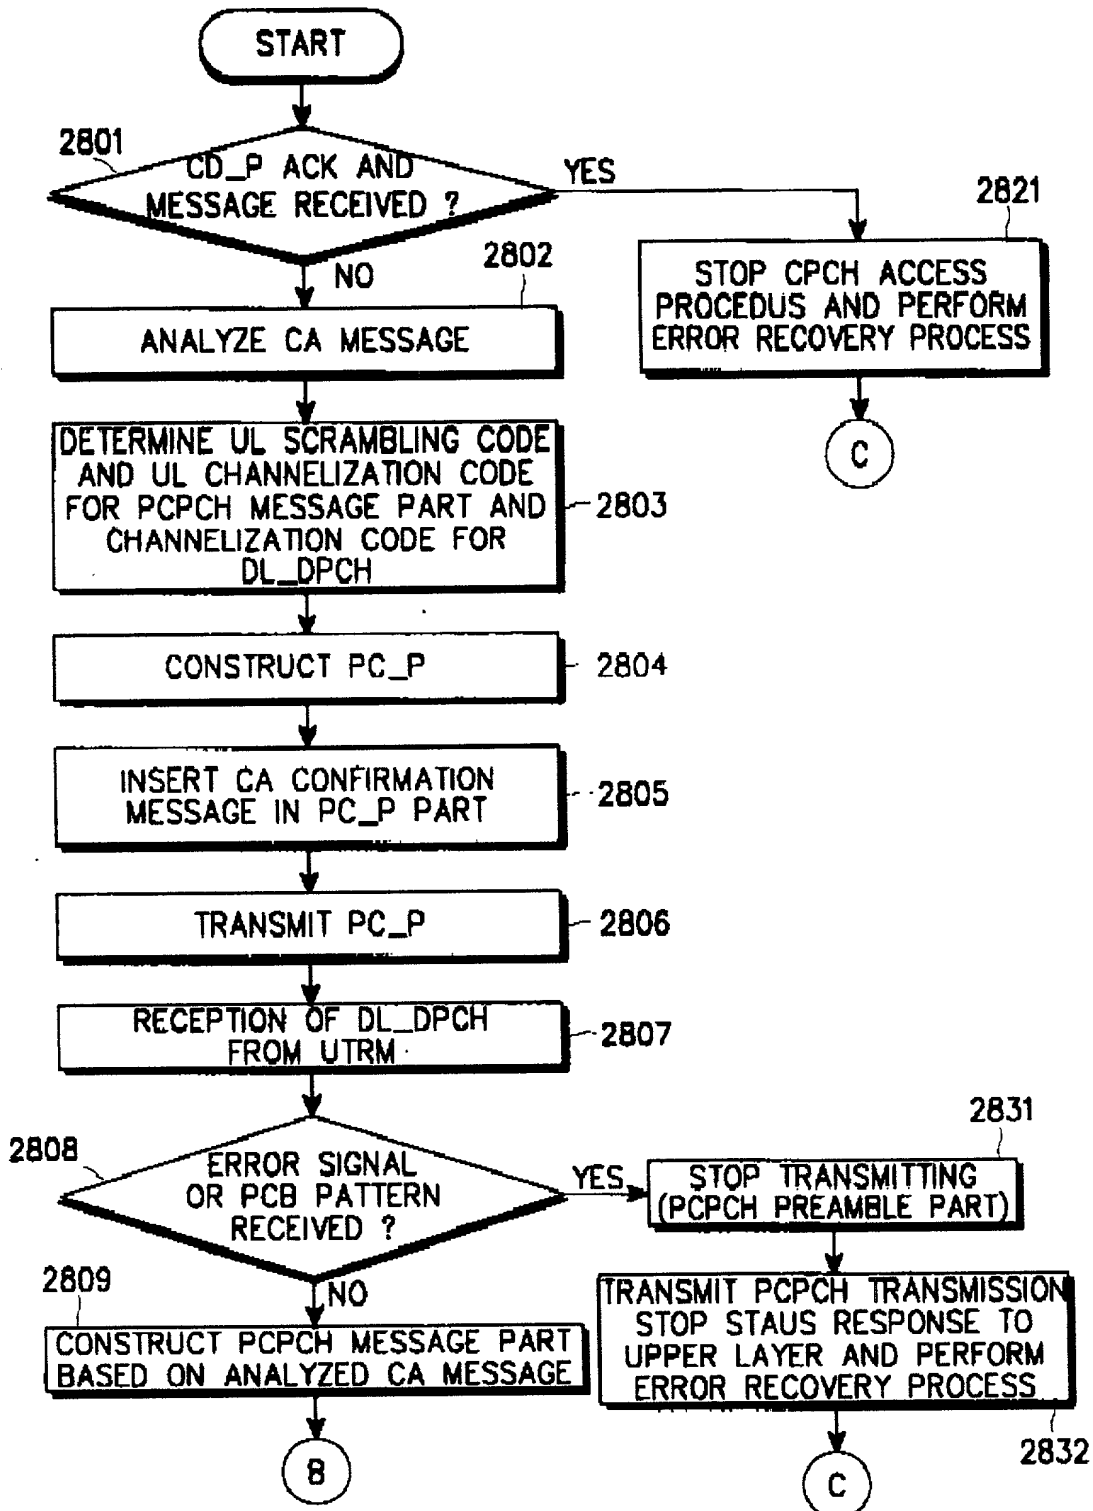 START
2801
CD_P ACK AND
MESSAGE RECEIVED ?
YES
NO
2821
STOP CPCH ACCESS
PROCEDUS AND PERFORM
ERROR RECOVERY PROCESS
C
2802
ANALYZE CA MESSAGE
DETERMINE UL SCRAMBLING CODE
AND UL CHANNELIZATION CODE
FOR PCPCH MESSAGE PART AND
CHANNELIZATION CODE FOR
DL_DPCH
2803
CONSTRUCT PC_P
2804
INSERT CA CONFIRMATION
MESSAGE IN PC_P PART
2805
TRANSMIT PC_P
2806
RECEPTION OF DL_DPCH
FROM UTRM
2807
2808
ERROR SIGNAL
OR PCB PATTERN
RECEIVED ?
YES
NO
2831
STOP TRANSMITTING
(PCPCH PREAMBLE PART)
TRANSMIT PCPCH TRANSMISSION
STOP STAUS RESPONSE TO
UPPER LAYER AND PERFORM
ERROR RECOVERY PROCESS
2832
C
2809
CONSTRUCT PCPCH MESSAGE PART
BASED ON ANALYZED CA MESSAGE
B